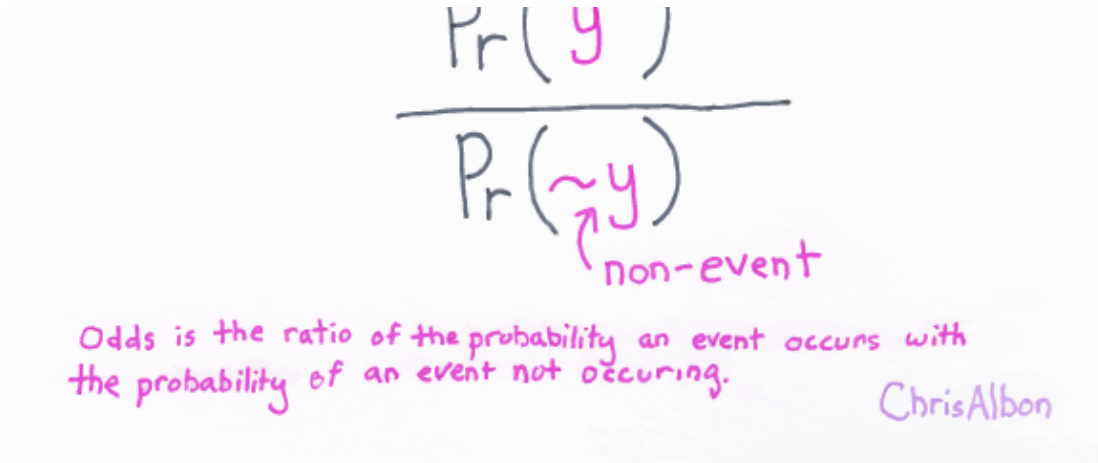 Pr(y)
Pr(~y)
non-event
Odds is the ratio of the probability an event occurs with
the probability of an event not occuring.
ChrisAlbon